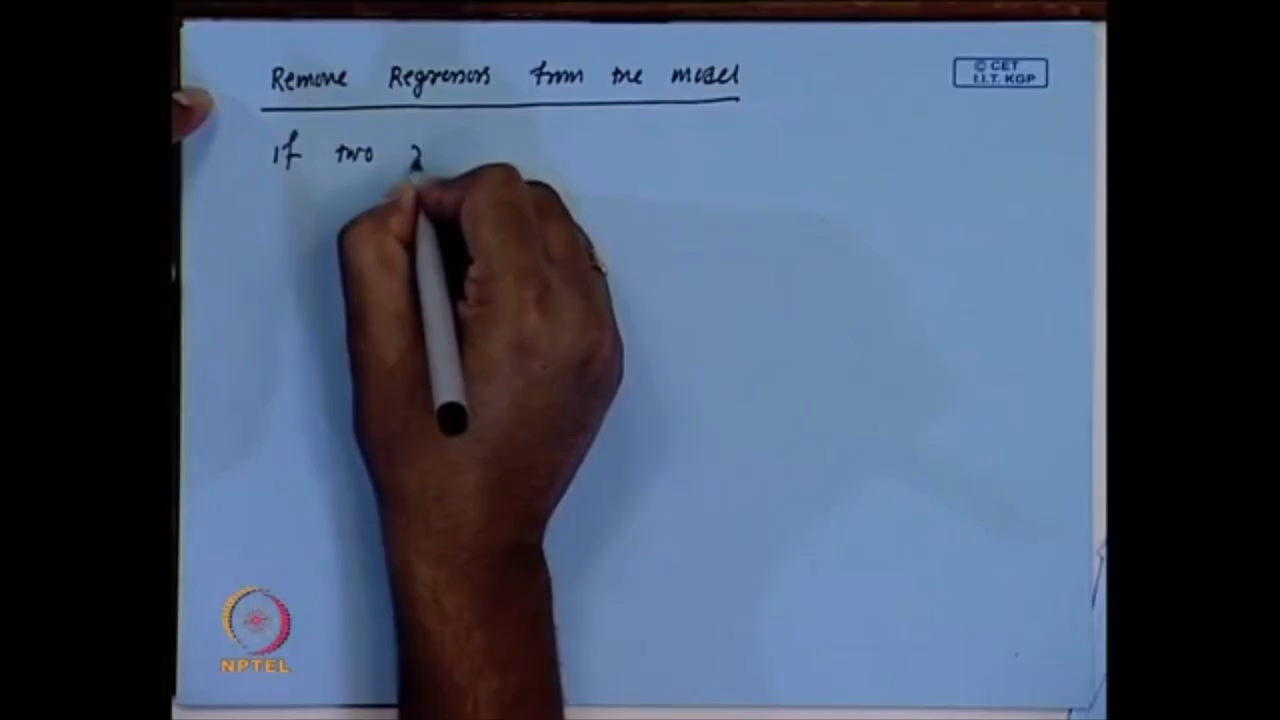 Remove Regressors from the model
© CET
I.I.T. KGP
If two
NPTEL